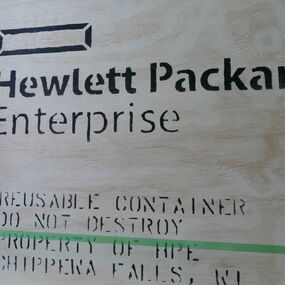 Hewlett Packar
Enterprise
REUSABLE CONTAINER
DO NOT DESTROY
PROPERTY OF HPE
CHIPPEWA FALLS, WI